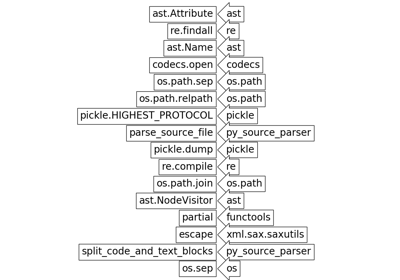 ast.Attribute ast
re.findall re
ast.Name ast
codecs.open codecs
os.path.sep os.path
os.path.relpath os.path
pickle.HIGHEST_PROTOCOL pickle
parse_source_file py_source_parser
pickle.dump pickle
re.compile re
os.path.join os.path
ast.NodeVisitor ast
partial functools
escape xml.sax.saxutils
split_code_and_text_blocks py_source_parser
os.sep os